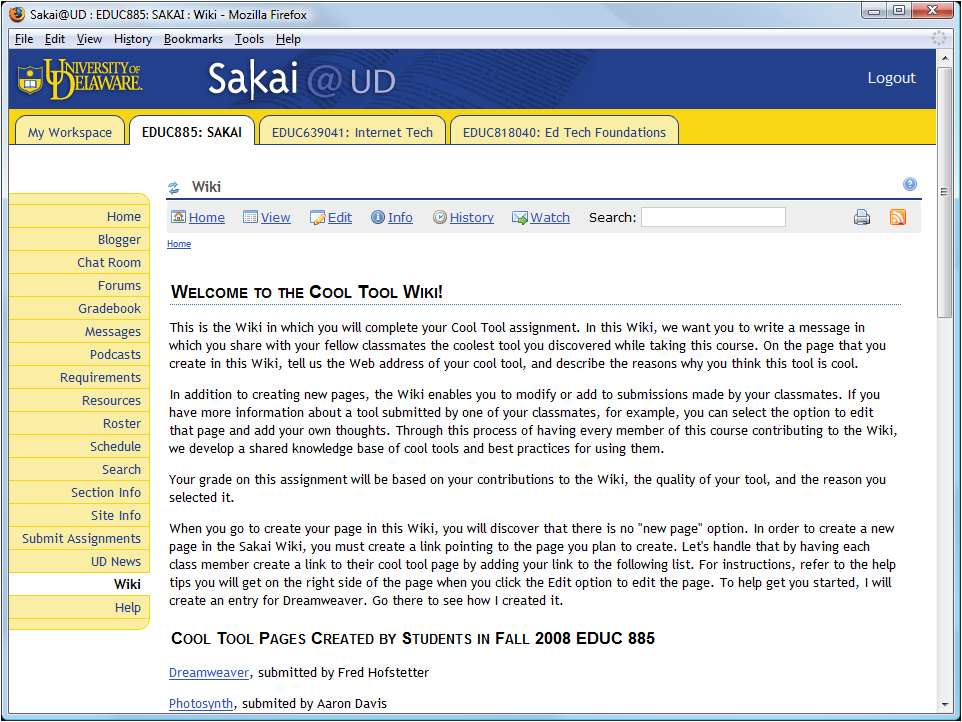 Sakai@UD : EDUC885: SAKAI : Wiki - Mozilla Firefox
File Edit View History Bookmarks Tools Help
UNIVERSITY OF DELAWARE. Sakai @ UD Logout
My Workspace EDUC885: SAKAI EDUC639041: Internet Tech EDUC818040: Ed Tech Foundations
Home
Blogger
Chat Room
Forums
Gradebook
Messages
Podcasts
Requirements
Resources
Roster
Schedule
Search
Section Info
Site Info
Submit Assignments
UD News
Wiki
Help
Wiki ?
Home View Edit Info History Watch Search:
Home
WELCOME TO THE COOL TOOL WIKI!
This is the Wiki in which you will complete your Cool Tool assignment. In this Wiki, we want you to write a message in
which you share with your fellow classmates the coolest tool you discovered while taking this course. On the page that you
create in this Wiki, tell us the Web address of your cool tool, and describe the reasons why you think this tool is cool.
In addition to creating new pages, the Wiki enables you to modify or add to submissions made by your classmates. If you
have more information about a tool submitted by one of your classmates, for example, you can select the option to edit
that page and add your own thoughts. Through this process of having every member of this course contributing to the Wiki,
we develop a shared knowledge base of cool tools and best practices for using them.
Your grade on this assignment will be based on your contributions to the Wiki, the quality of your tool, and the reason you
selected it.
When you go to create your page in this Wiki, you will discover that there is no "new page" option. In order to create a new
page in the Sakai Wiki, you must create a link pointing to the page you plan to create. Let's handle that by having each
class member create a link to their cool tool page by adding your link to the following list. For instructions, refer to the help
tips you will get on the right side of the page when you click the Edit option to edit the page. To help get you started, I will
create an entry for Dreamweaver. Go there to see how I created it.
COOL TOOL PAGES CREATED BY STUDENTS IN FALL 2008 EDUC 885
Dreamweaver, submitted by Fred Hofstetter
Photosynth, submited by Aaron Davis